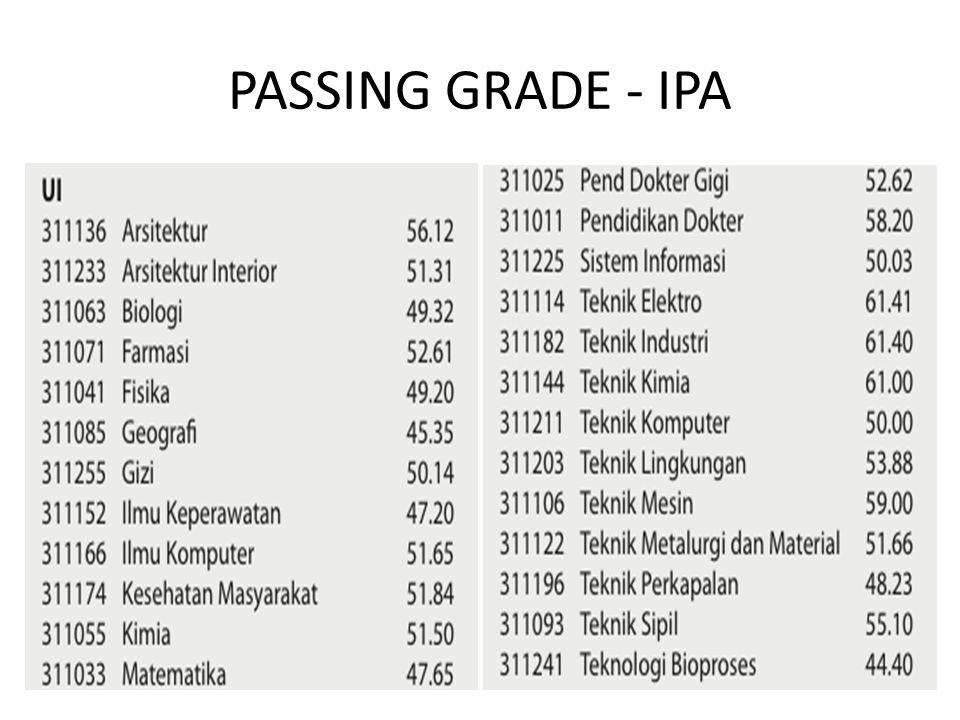 PASSING GRADE - IPA
UI
311136 Arsitektur 56.12
311233 Arsitektur Interior 51.31
311063 Biologi 49.32
311071 Farmasi 52.61
311041 Fisika 49.20
311085 Geografi 45.35
311255 Gizi 50.14
311152 Ilmu Keperawatan 47.20
311166 Ilmu Komputer 51.65
311174 Kesehatan Masyarakat 51.84
311055 Kimia 51.50
311033 Matematika 47.65
311025 Pend Dokter Gigi 52.62
311011 Pendidikan Dokter 58.20
311225 Sistem Informasi 50.03
311114 Teknik Elektro 61.41
311182 Teknik Industri 61.40
311144 Teknik Kimia 61.00
311211 Teknik Komputer 50.00
311203 Teknik Lingkungan 53.88
311106 Teknik Mesin 59.00
311122 Teknik Metalurgi dan Material 51.66
311196 Teknik Perkapalan 48.23
311093 Teknik Sipil 55.10
311241 Teknologi Bioproses 44.40